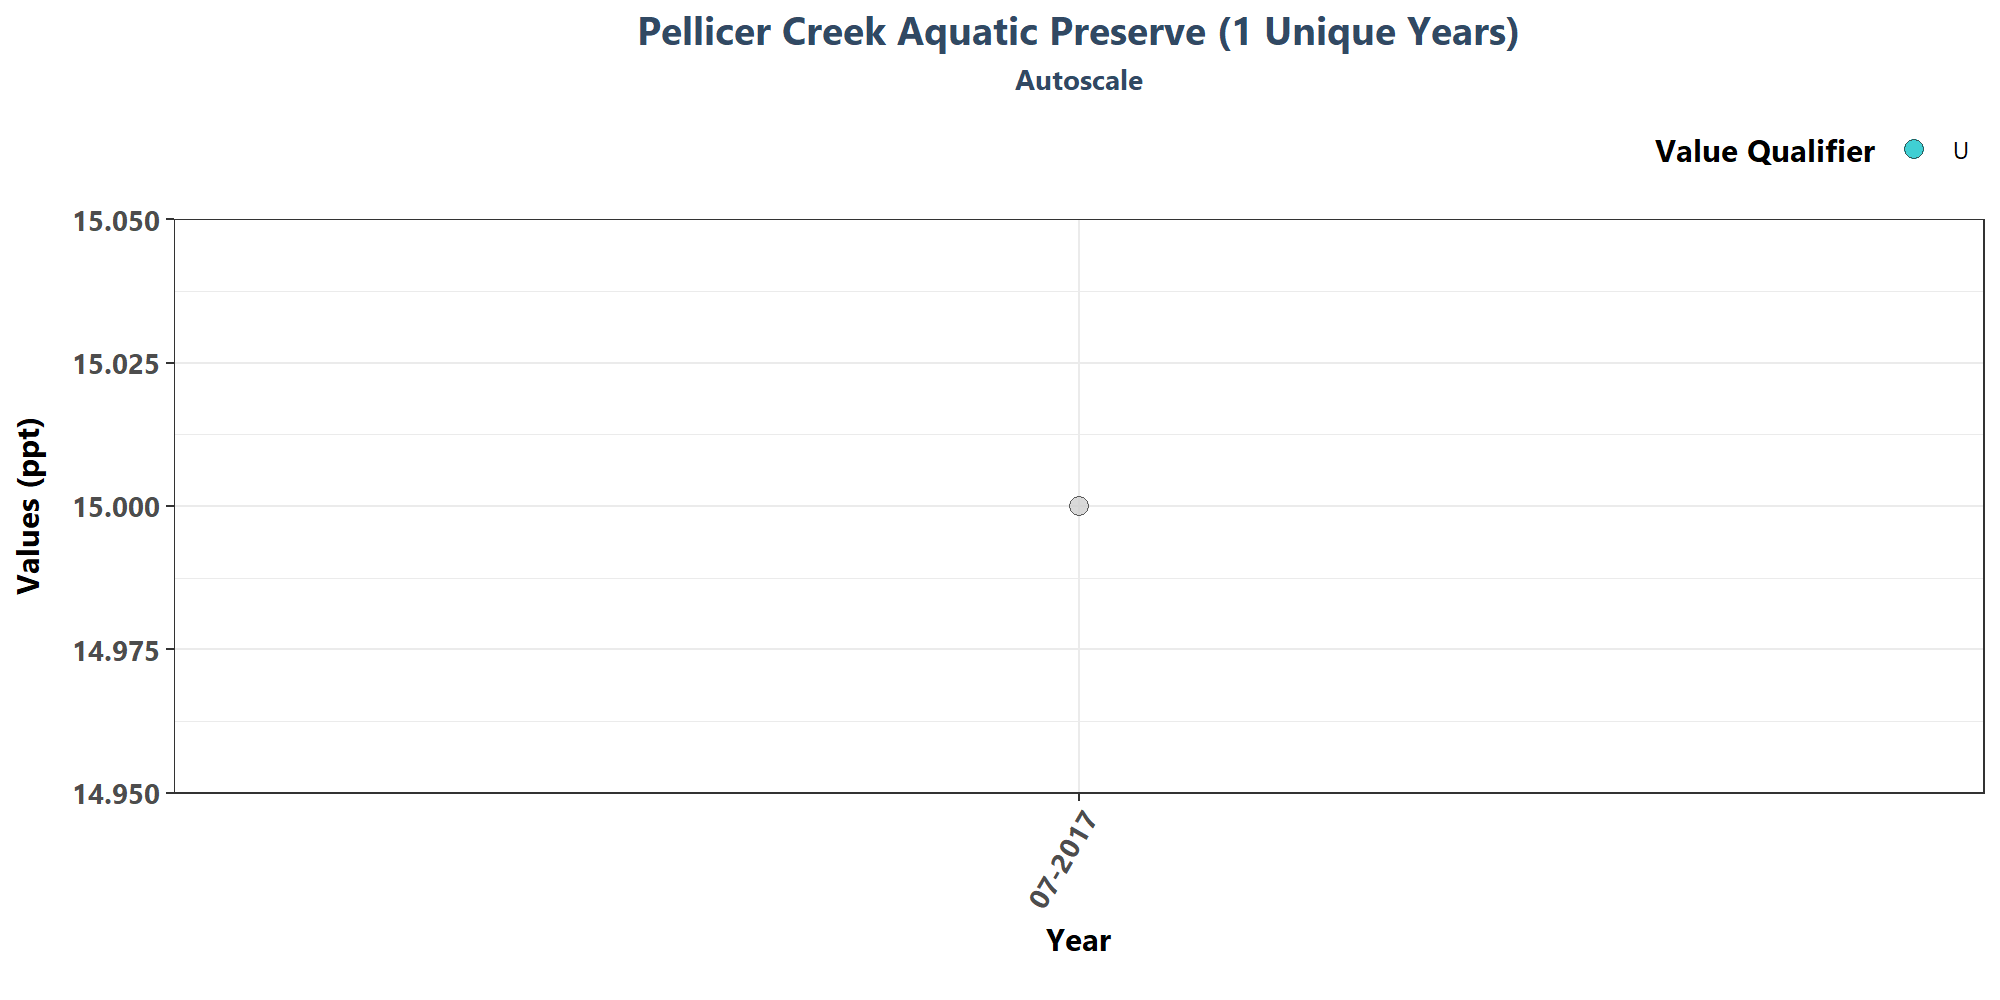 Pellicer Creek Aquatic Preserve (1 Unique Years)
Autoscale
Value Qualifier U
15.050
15.025
15.000
14.975
14.950
Values (ppt)
07-2017
Year